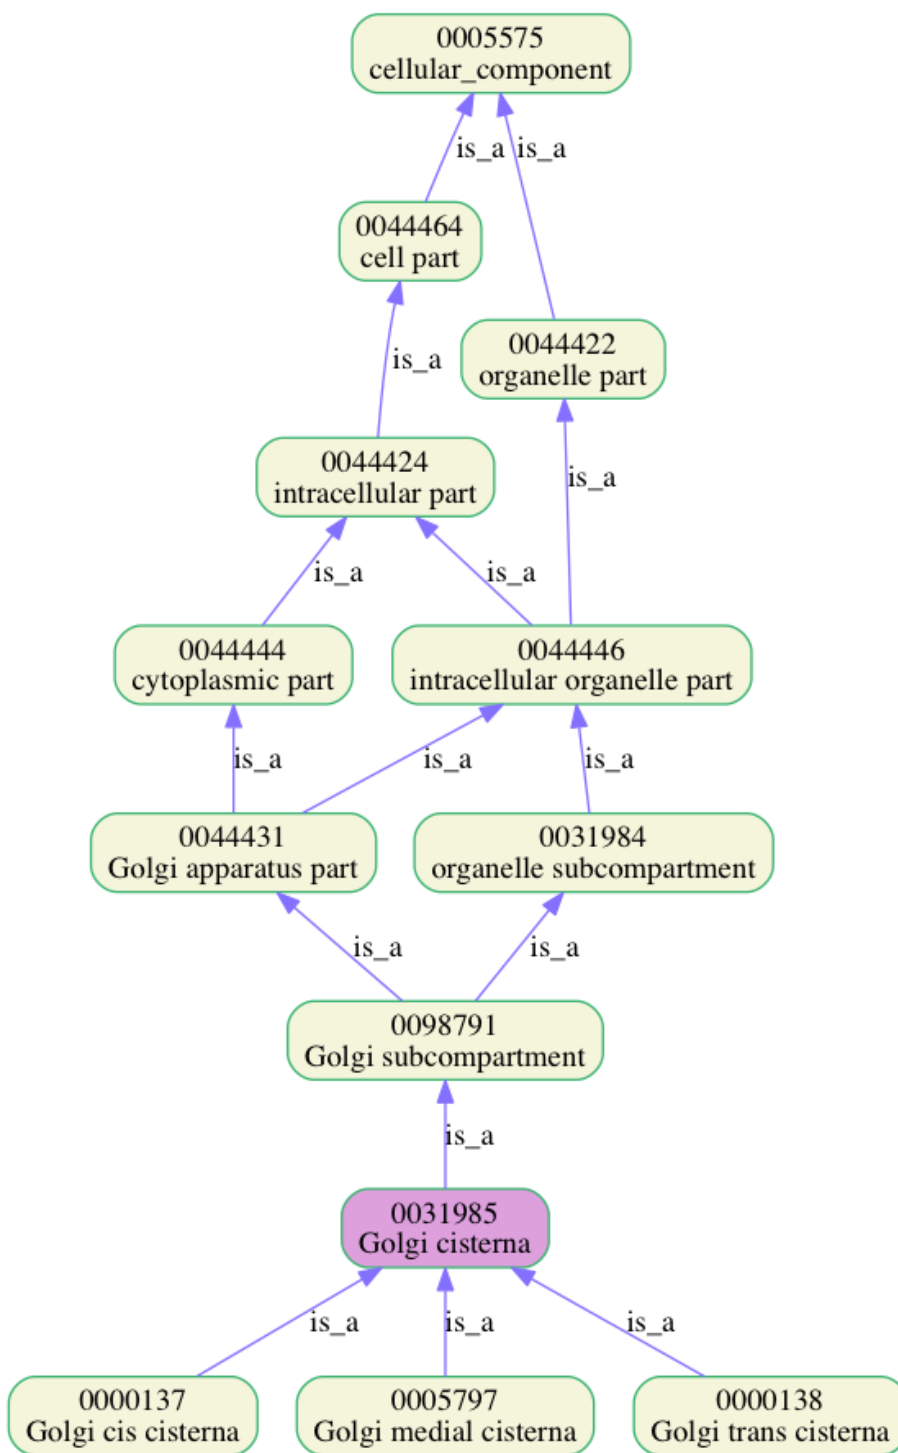 0005575
cellular_component
is_a
is_a
0044464
cell part
0044422
organelle part
is_a
is_a
0044424
intracellular part
is_a
is_a
0044444
cytoplasmic part
0044446
intracellular organelle part
is_a
is_a
is_a
0044431
Golgi apparatus part
0031984
organelle subcompartment
is_a
is_a
0098791
Golgi subcompartment
is_a
0031985
Golgi cisterna
is_a
is_a
is_a
0000137
Golgi cis cisterna
0005797
Golgi medial cisterna
0000138
Golgi trans cisterna